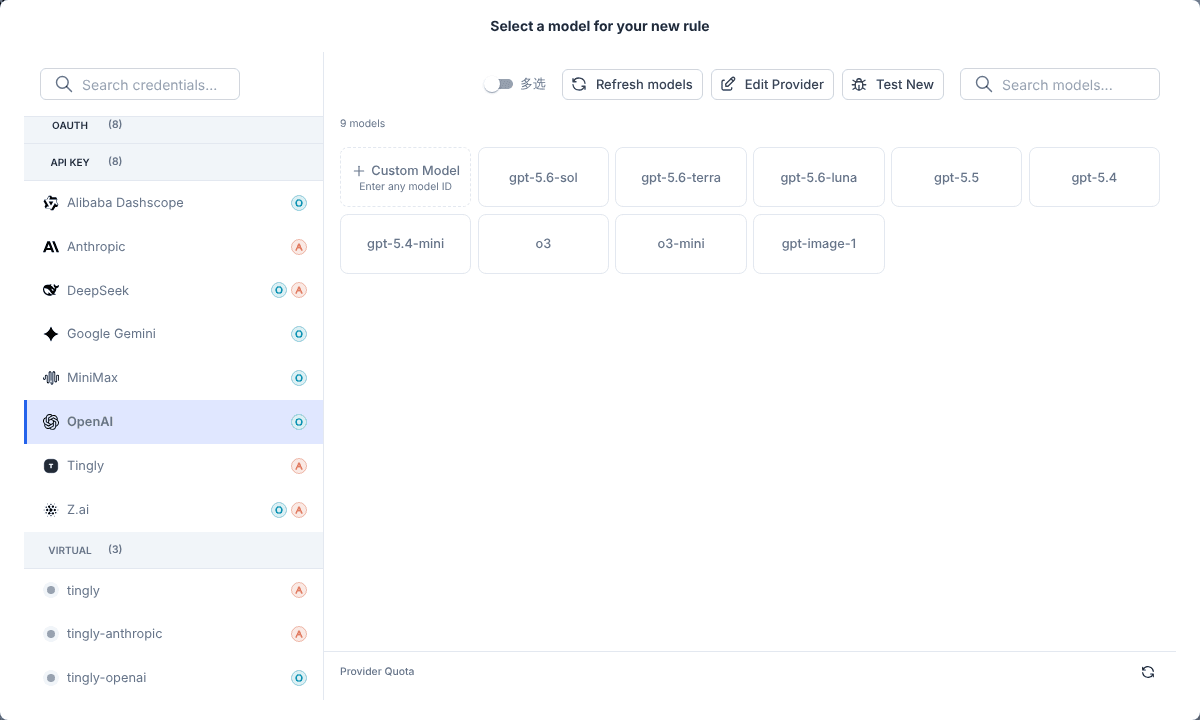 Select a model for your new rule
Search credentials...
OAUTH (8)
API KEY (8)
Alibaba Dashscope O
Anthropic A
DeepSeek O A
Google Gemini O
MiniMax O
OpenAI O
Tingly A
Z.ai O A
VIRTUAL (3)
tingly A
tingly-anthropic A
tingly-openai O
多选 Refresh models Edit Provider Test New Search models...
9 models
+ Custom Model
Enter any model ID
gpt-5.6-sol
gpt-5.6-terra
gpt-5.6-luna
gpt-5.5
gpt-5.4
gpt-5.4-mini
o3
o3-mini
gpt-image-1
Provider Quota